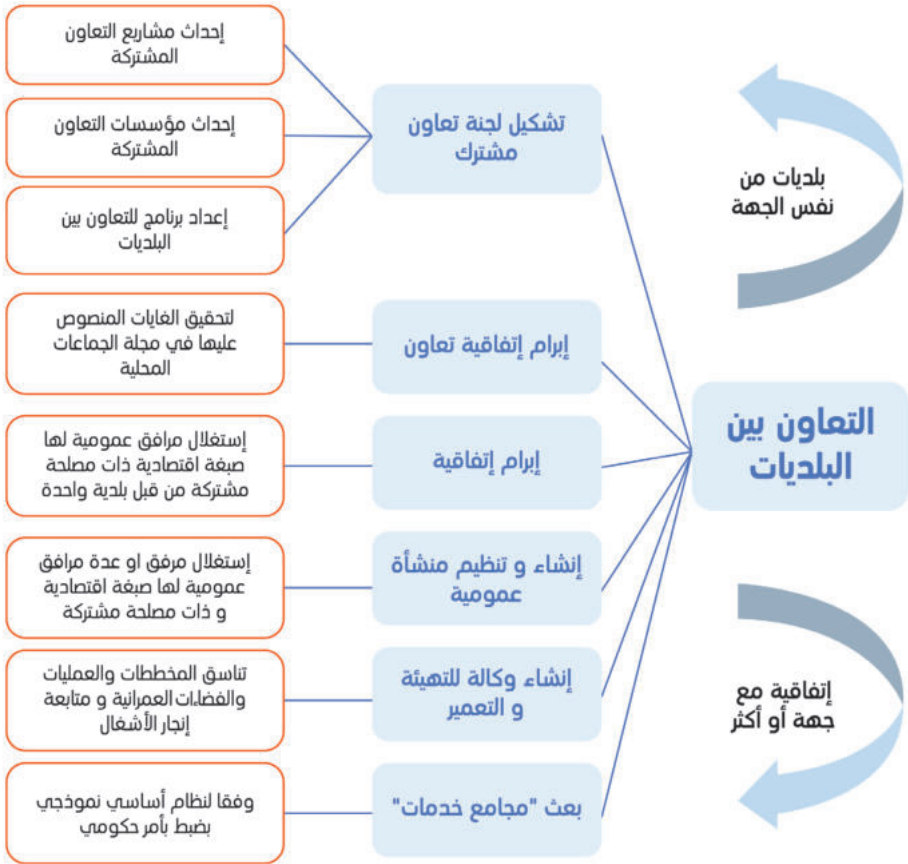 بلديات من
نفس الجهة
التعاون بين
البلديات
إتفاقية مع
جهة أو أكثر
تشكيل لجنة تعاون
مشترك
إحداث مشاريع التعاون
المشتركة
إحداث مؤسسات التعاون
المشتركة
إعداد برنامج للتعاون بين
البلديات
إبرام إتفاقية تعاون
لتحقيق الغايات المنصوص
عليها في مجلة الجماعات
المحلية
إبرام إتفاقية
إستغلال مرافق عمومية لها
صبغة اقتصادية ذات مصلحة
مشتركة من قبل بلدية واحدة
إنشاء و تنظيم منشأة
عمومية
إستغلال مرفق او عدة مرافق
عمومية لها صبغة اقتصادية
و ذات مصلحة مشتركة
إنشاء وكالة للتهيئة
و التعمير
تناسق المخططات والعمليات
والفضاءات العمرانية و متابعة
إنجار الأشغال
بعث "مجامع خدمات"
وفقا لنظام أساسي نموذجي
بضبط بأمر حكومي